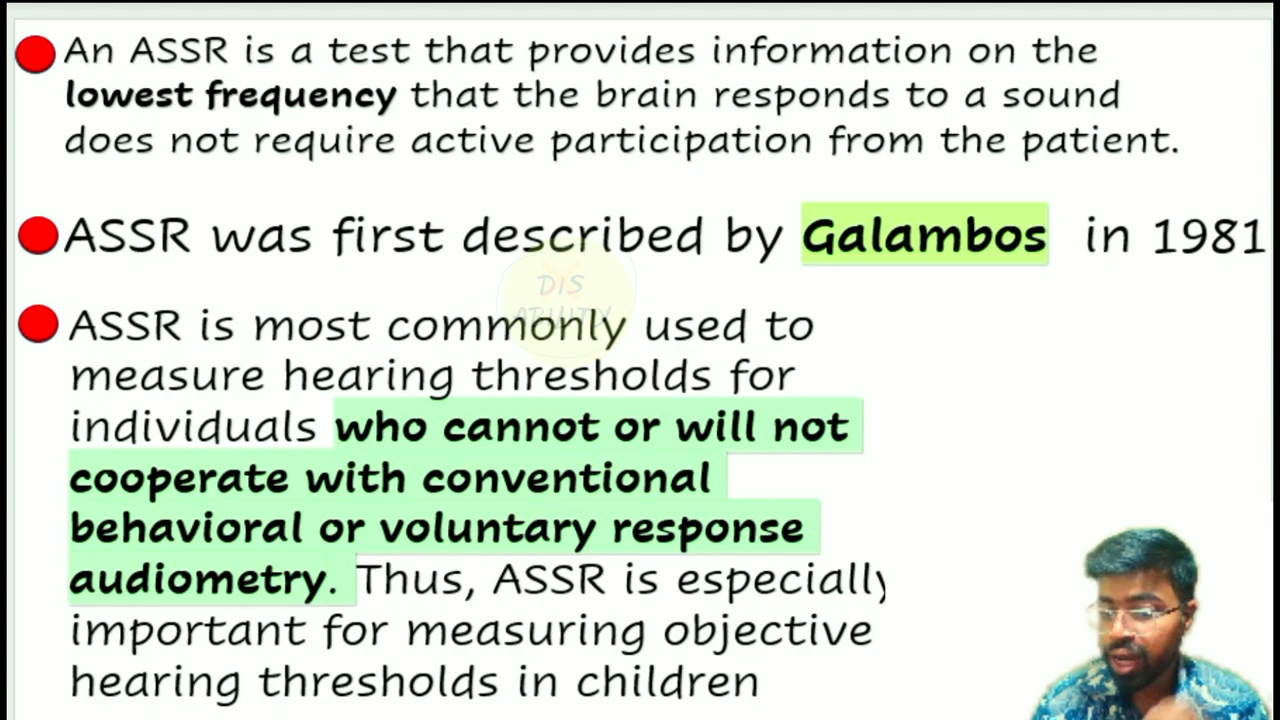 An ASSR is a test that provides information on the
lowest frequency that the brain responds to a sound
does not require active participation from the patient.
ASSR was first described by Galambos in 1981
DIS
ABILITY
ASSR is most commonly used to
measure hearing thresholds for
individuals who cannot or will not
cooperate with conventional
behavioral or voluntary response
audiometry. Thus, ASSR is especially
important for measuring objective
hearing thresholds in children